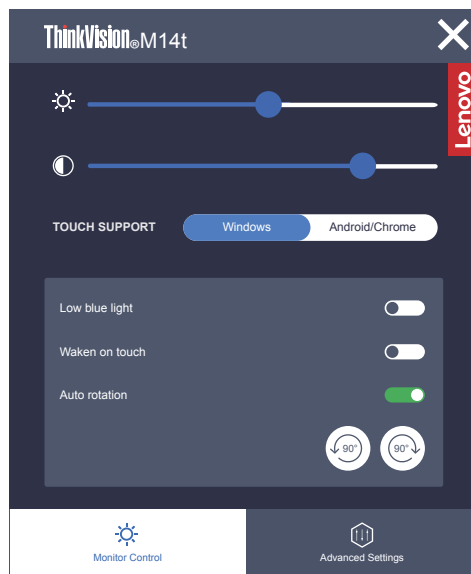 ThinkVision® M14t
Lenovo
TOUCH SUPPORT Windows Android/Chrome
Low blue light
Waken on touch
Auto rotation
90° 90°
Monitor Control Advanced Settings